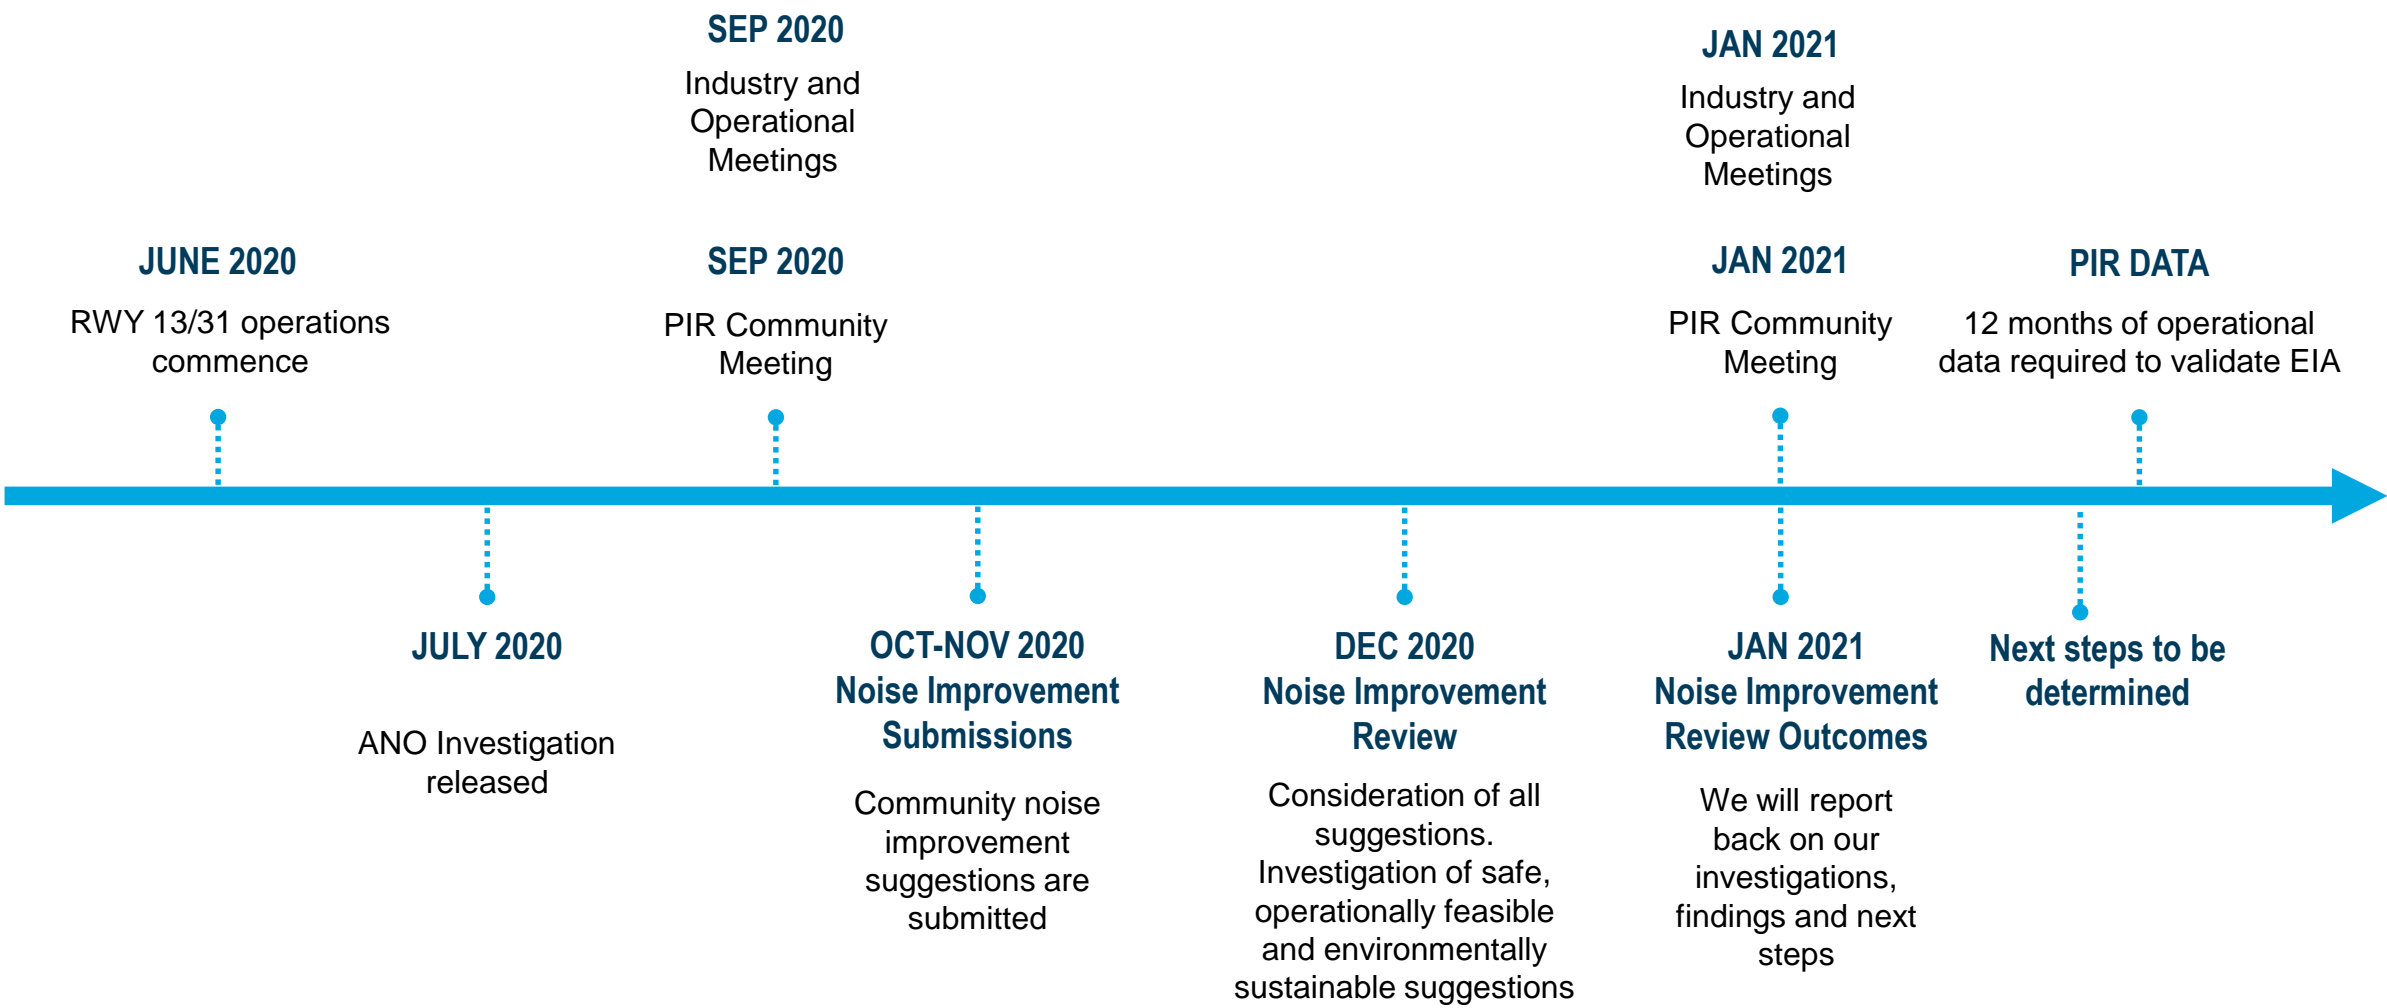 SEP 2020
Industry and
Operational
Meetings
JAN 2021
Industry and
Operational
Meetings
JUNE 2020
RWY 13/31 operations
commence
SEP 2020
PIR Community
Meeting
JAN 2021
PIR Community
Meeting
PIR DATA
12 months of operational
data required to validate EIA
JULY 2020
ANO Investigation
released
OCT-NOV 2020
Noise Improvement
Submissions
Community noise
improvement
suggestions are
submitted
DEC 2020
Noise Improvement
Review
Consideration of all
suggestions.
Investigation of safe,
operationally feasible
and environmentally
sustainable suggestions
JAN 2021
Noise Improvement
Review Outcomes
We will report
back on our
investigations,
findings and next
steps
Next steps to be
determined